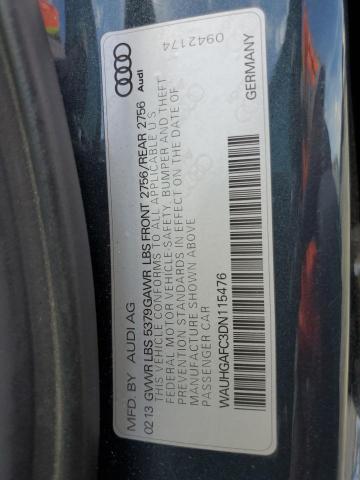 MFD. BY AUDI AG
02 13 GVWR LBS 5379 GAWR LBS FRONT 2756/REAR 2756
THIS VEHICLE CONFORMS TO ALL APPLICABLE U.S
FEDERAL MOTOR VEHICLE SAFETY, BUMPER AND THEFT
PREVENTION STANDARDS IN EFFECT ON THE DATE OF
MANUFACTURE SHOWN ABOVE
PASSENGER CAR
WAUHGAFC3DN115476
Audi
0942174
GERMANY